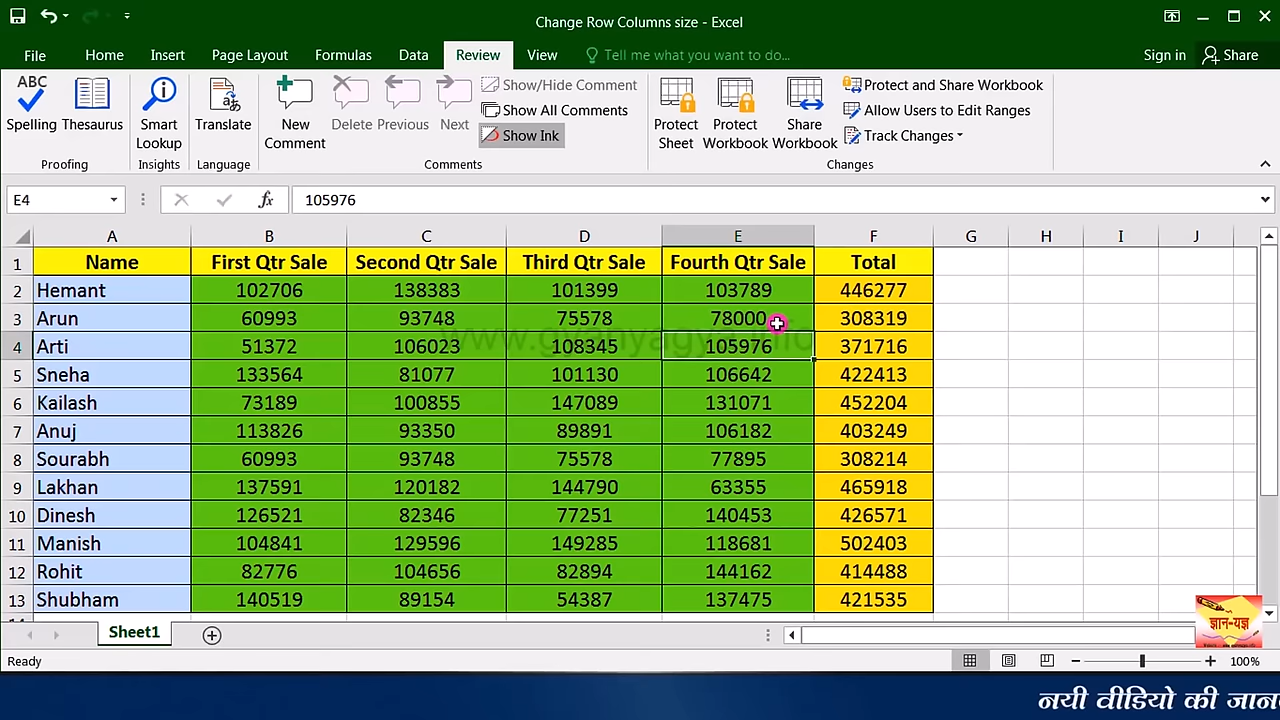 Change Row Columns size - Excel
File Home Insert Page Layout Formulas Data Review View Tell me what you want to do... Sign in Share
ABC
Spelling Thesaurus Smart Lookup Translate New Comment Delete Previous Next
Show/Hide Comment
Show All Comments
Show Ink
Protect Sheet Protect Workbook Share Workbook
Protect and Share Workbook
Allow Users to Edit Ranges
Track Changes
Proofing Insights Language Comments Changes
E4 fx 105976
A B C D E F G H I J
1 Name First Qtr Sale Second Qtr Sale Third Qtr Sale Fourth Qtr Sale Total
2 Hemant 102706 138383 101399 103789 446277
3 Arun 60993 93748 75578 78000 308319
www.gyanyagya.info
4 Arti 51372 106023 108345 105976 371716
5 Sneha 133564 81077 101130 106642 422413
6 Kailash 73189 100855 147089 131071 452204
7 Anuj 113826 93350 89891 106182 403249
8 Sourabh 60993 93748 75578 77895 308214
9 Lakhan 137591 120182 144790 63355 465918
10 Dinesh 126521 82346 77251 140453 426571
11 Manish 104841 129596 149285 118681 502403
12 Rohit 82776 104656 82894 144162 414488
13 Shubham 140519 89154 54387 137475 421535
ज्ञान-यज्ञ
Sheet1
Ready 100%
नयी वीडियो की जान